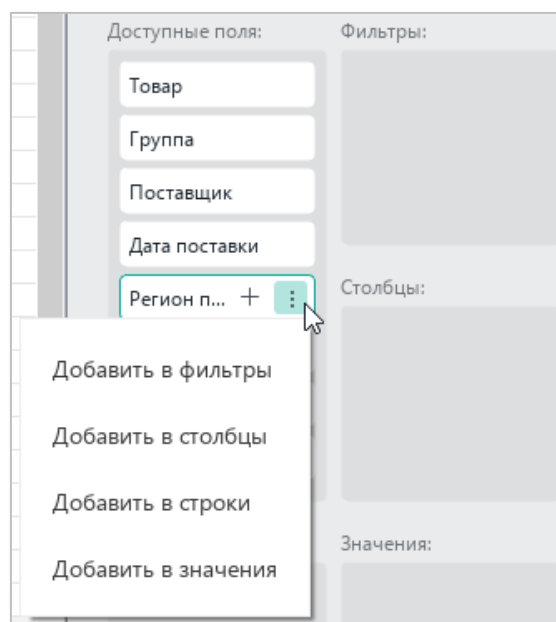 Доступные поля:
Фильтры:
Товар
Группа
Поставщик
Дата поставки
Регион п...
Столбцы:
Добавить в фильтры
Добавить в столбцы
Добавить в строки
Добавить в значения
Значения: